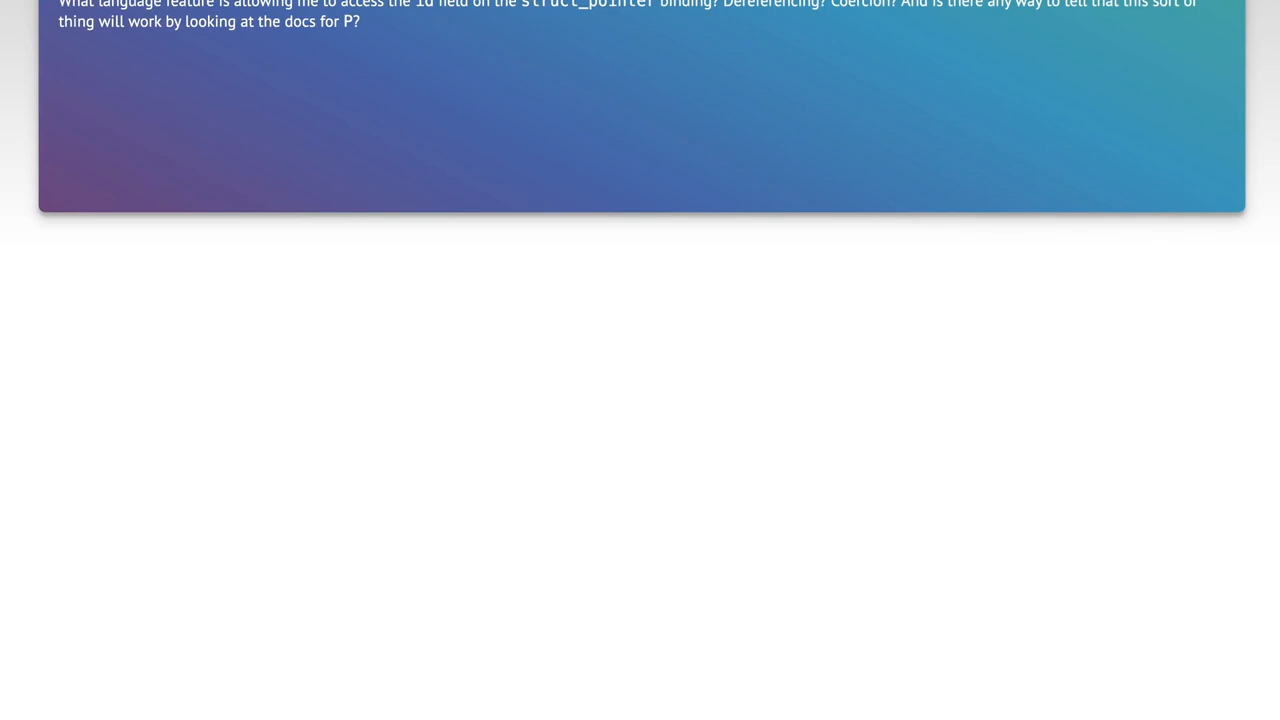 What language feature is allowing me to access the id field on the struct_pointer binding? Dereferencing? Coercion? And is there any way to tell that this sort of
thing will work by looking at the docs for P?